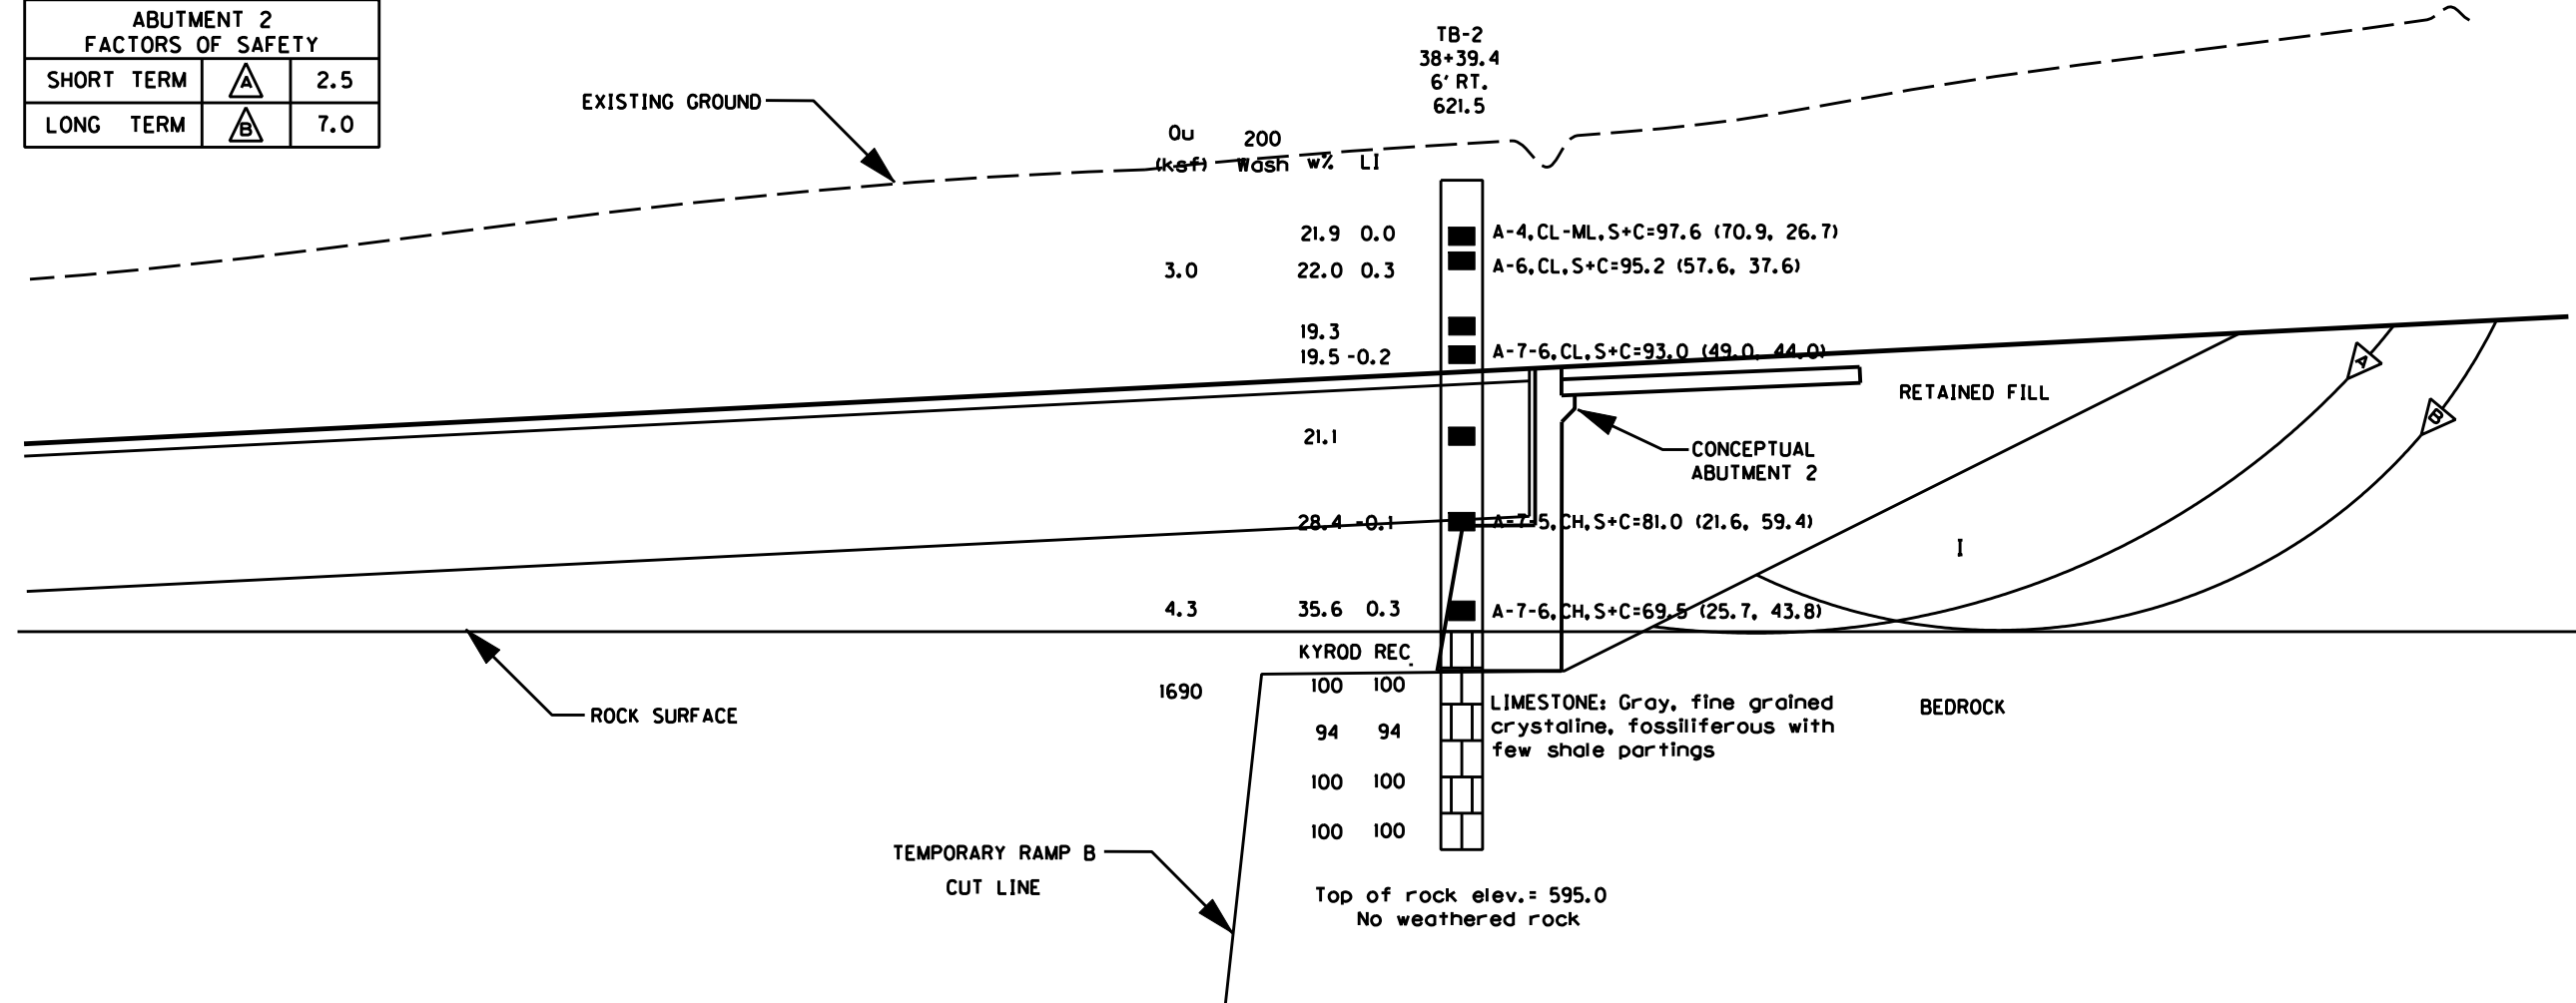 ABUTMENT 2
FACTORS OF SAFETY
SHORT TERM A 2.5
LONG TERM B 7.0
EXISTING GROUND
TB-2
38+39.4
6' RT.
621.5
Qu 200
(ksf) Wash w% LI
21.9 0.0 A-4,CL-ML,S+C=97.6 (70.9, 26.7)
3.0 22.0 0.3 A-6,CL,S+C=95.2 (57.6, 37.6)
19.3
19.5 -0.2 A-7-6,CL,S+C=93.0 (49.0, 44.0)
A
RETAINED FILL
B
21.1
CONCEPTUAL
ABUTMENT 2
28.4 -0.1 A-7-5,CH,S+C=81.0 (21.6, 59.4)
I
4.3 35.6 0.3 A-7-6,CH,S+C=69.5 (25.7, 43.8)
KYROD REC.
1690 100 100
LIMESTONE: Gray, fine grained
crystaline, fossiliferous with
few shale partings
BEDROCK
ROCK SURFACE
94 94
100 100
100 100
TEMPORARY RAMP B
CUT LINE
Top of rock elev.= 595.0
No weathered rock